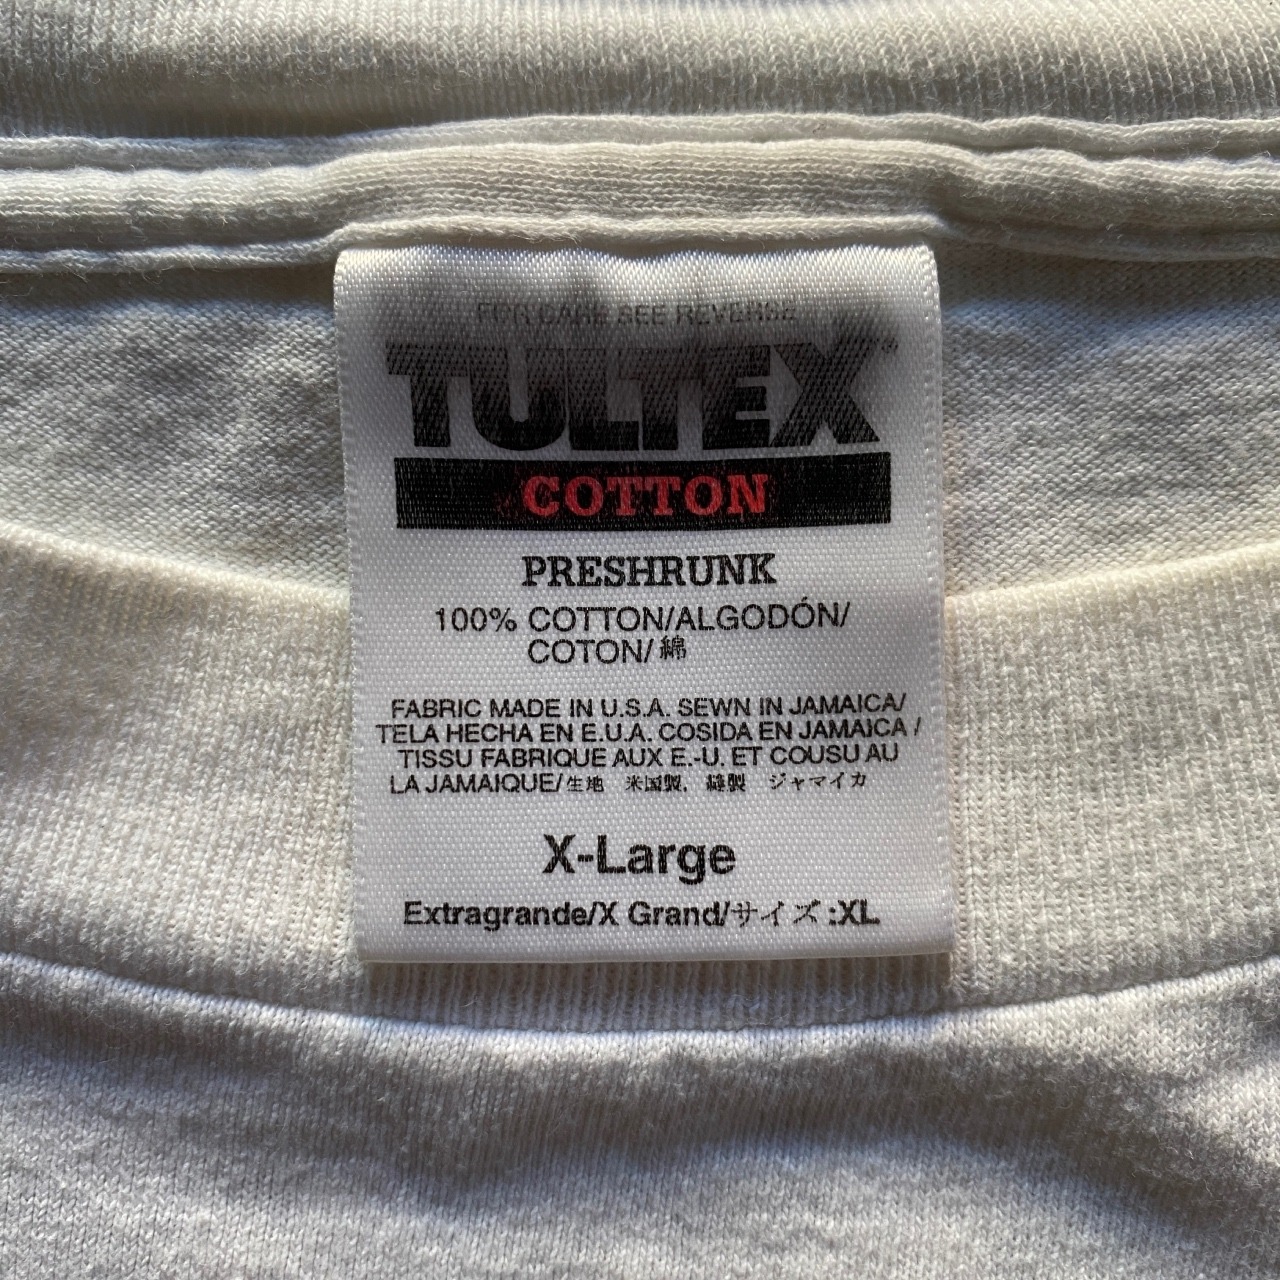 FOR CARE SEE REVERSE
TULTEX®
COTTON
PRESHRUNK
100% COTTON/ALGODÓN/
COTON/綿
FABRIC MADE IN U.S.A. SEWN IN JAMAICA/
TELA HECHA EN E.U.A. COSIDA EN JAMAICA /
TISSU FABRIQUE AUX E.-U. ET COUSU AU
LA JAMAIQUE/生地 米国製, 縫製 ジャマイカ
X-Large
Extragrande/X Grand/サイズ:XL